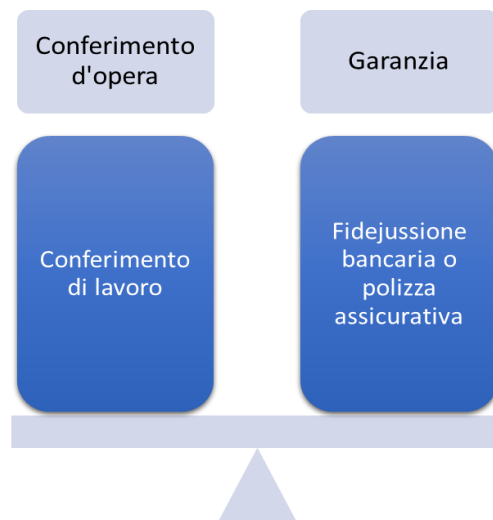 Conferimento
d'opera
Garanzia
Conferimento
di lavoro
Fidejussione
bancaria o
polizza
assicurativa